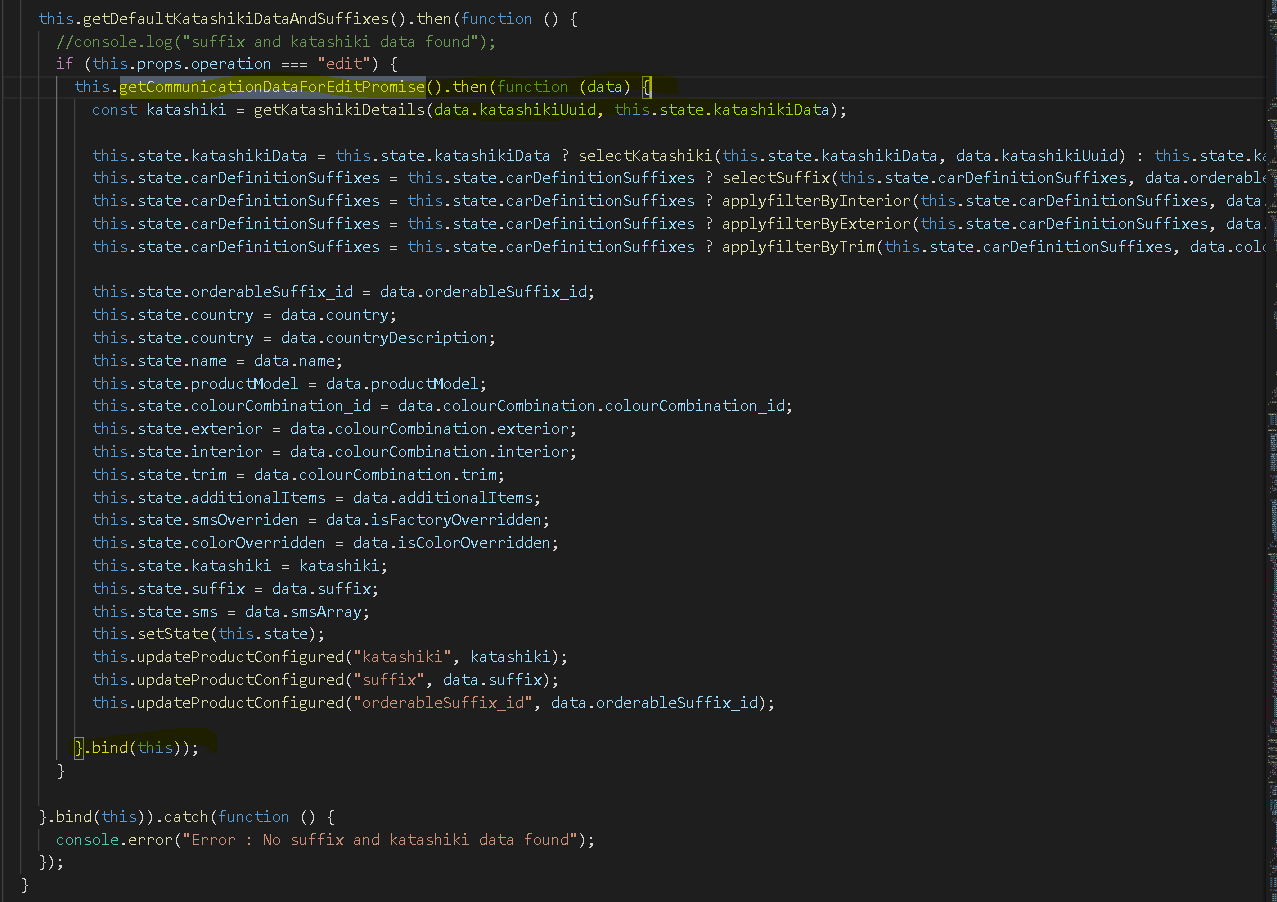 this.getDefaultKatashikiDataAndSuffixes().then(function () {
//console.log("suffix and katashiki data found");
if (this.props.operation === "edit") {
this.getCommunicationDataForEditPromise().then(function (data) {
const katashiki = getKatashikiDetails(data.katashikiUuid, this.state.katashikiData);
this.state.katashikiData = this.state.katashikiData ? selectKatashiki(this.state.katashikiData, data.katashikiUuid) : this.state.ka
this.state.carDefinitionSuffixes = this.state.carDefinitionSuffixes ? selectSuffix(this.state.carDefinitionSuffixes, data.orderable
this.state.carDefinitionSuffixes = this.state.carDefinitionSuffixes ? applyfilterByInterior(this.state.carDefinitionSuffixes, data.
this.state.carDefinitionSuffixes = this.state.carDefinitionSuffixes ? applyfilterByExterior(this.state.carDefinitionSuffixes, data.
this.state.carDefinitionSuffixes = this.state.carDefinitionSuffixes ? applyfilterByTrim(this.state.carDefinitionSuffixes, data.colo
this.state.orderableSuffix_id = data.orderableSuffix_id;
this.state.country = data.country;
this.state.country = data.countryDescription;
this.state.name = data.name;
this.state.productModel = data.productModel;
this.state.colourCombination_id = data.colourCombination.colourCombination_id;
this.state.exterior = data.colourCombination.exterior;
this.state.interior = data.colourCombination.interior;
this.state.trim = data.colourCombination.trim;
this.state.additionalItems = data.additionalItems;
this.state.smsOverriden = data.isFactoryOverridden;
this.state.colorOverridden = data.isColorOverridden;
this.state.katashiki = katashiki;
this.state.suffix = data.suffix;
this.state.sms = data.smsArray;
this.setState(this.state);
this.updateProductConfigured("katashiki", katashiki);
this.updateProductConfigured("suffix", data.suffix);
this.updateProductConfigured("orderableSuffix_id", data.orderableSuffix_id);
}.bind(this));
}
}.bind(this)).catch(function () {
console.error("Error : No suffix and katashiki data found");
});
}